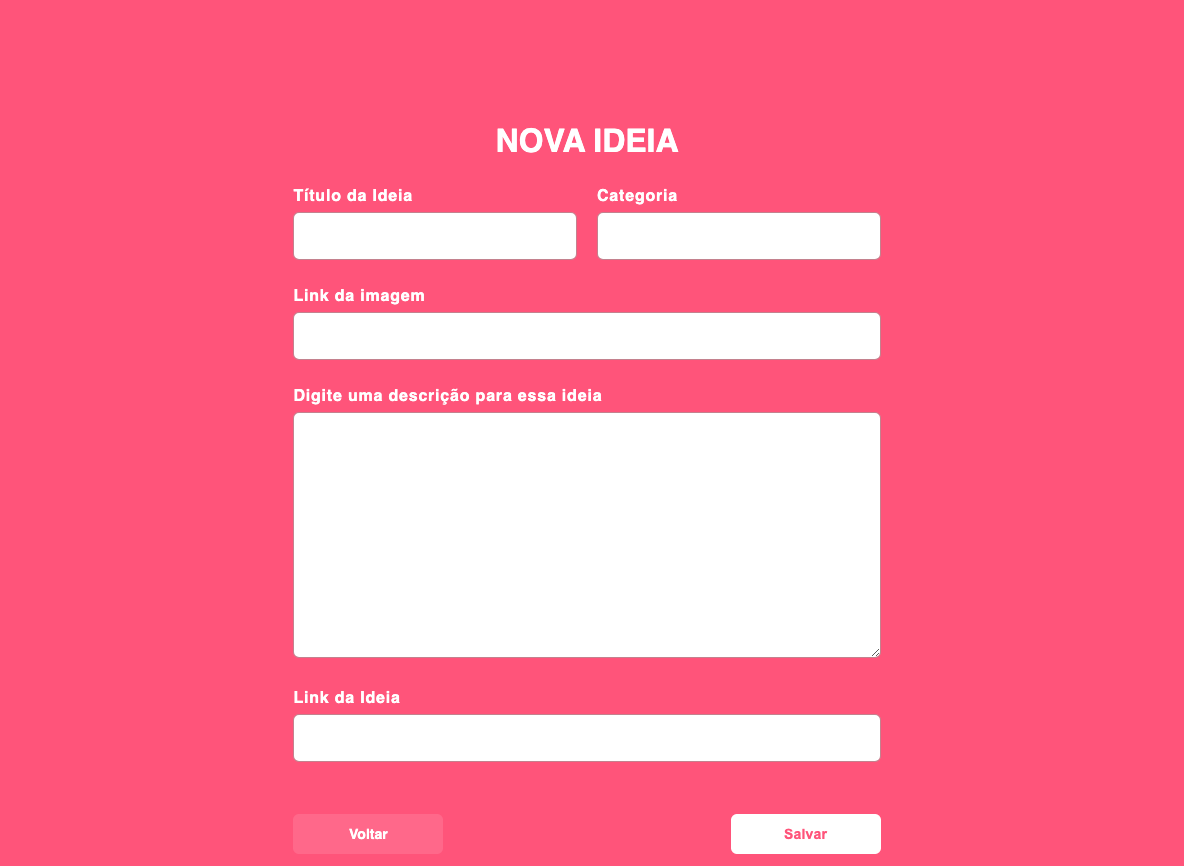 NOVA IDEIA
Título da Ideia
Categoria
Link da imagem
Digite uma descrição para essa ideia
Link da Ideia
Voltar
Salvar